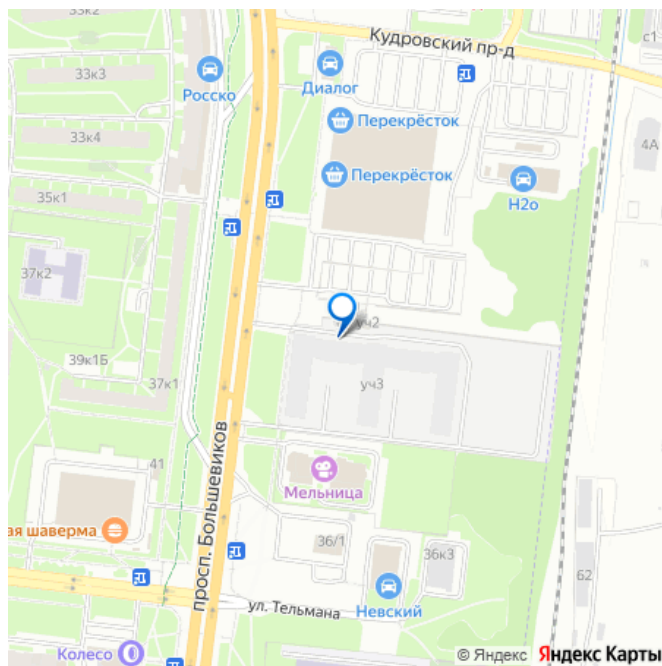 33к2
Кудровский пр-д
с1
33к3
Росско
Диалог
Перекрёсток
33к4
4А
Перекрёсток
Н2о
35к1
37к2
уч2
39к1Б
37к1
уч3
просп. Большевиков
41
Мельница
ая шаверма
36/1
36к3
62
ул. Тельмана
Невский
Колесо
© Яндекс Яндекс Карты